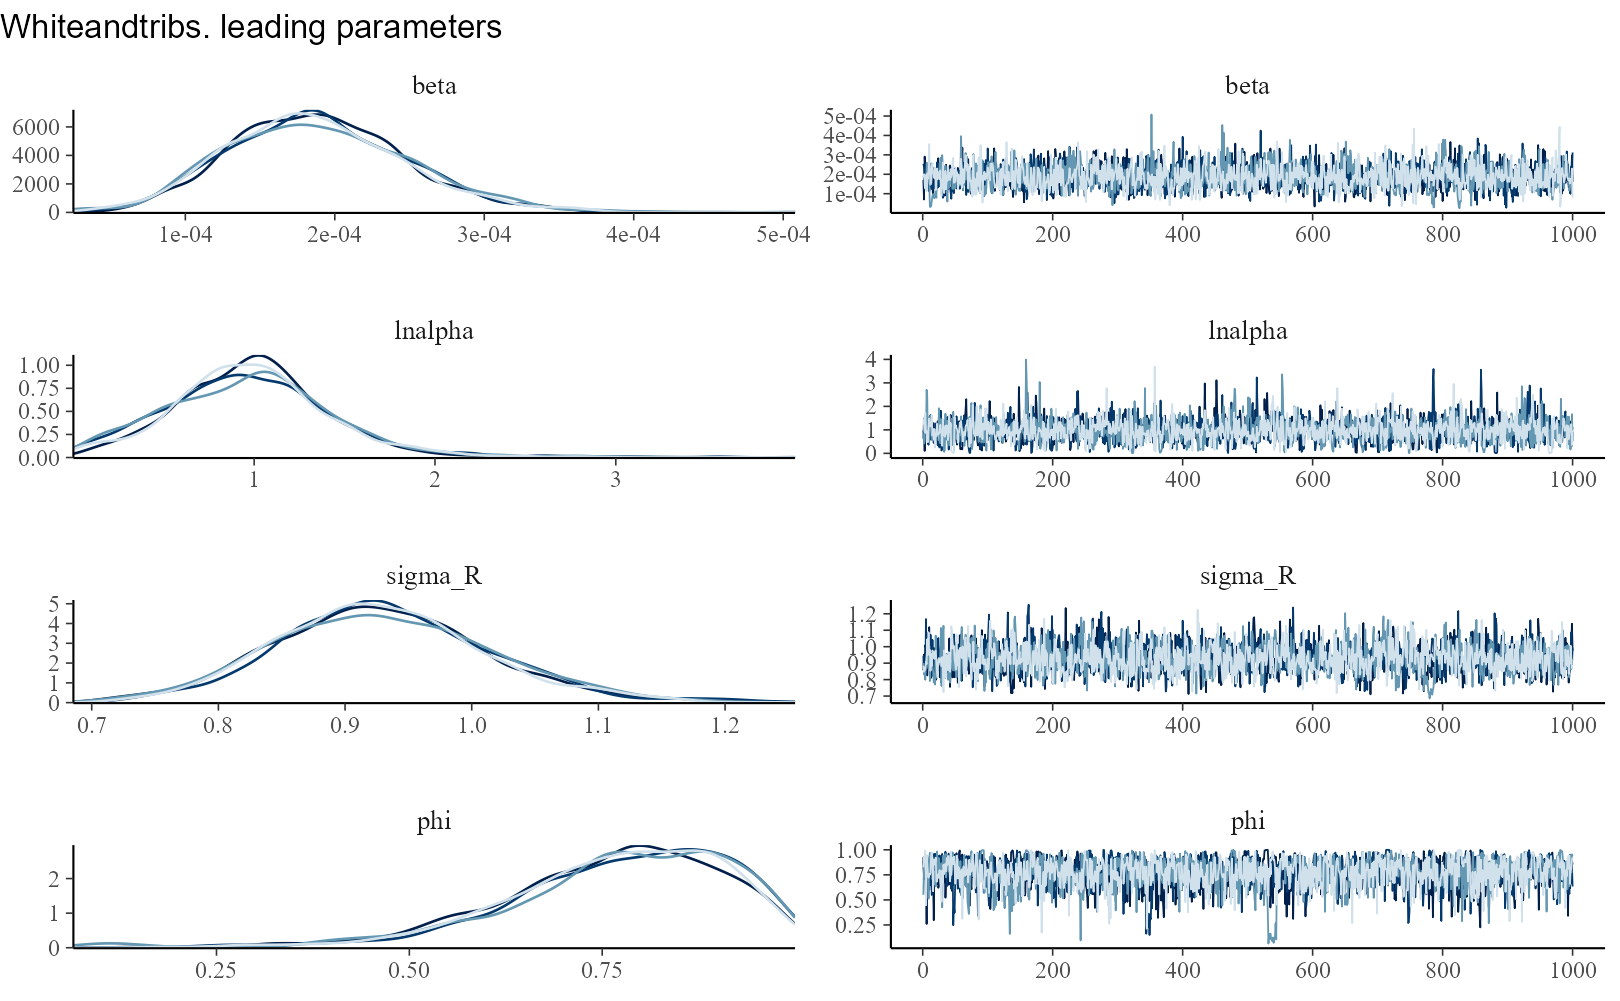 Whiteandtribs. leading parameters
beta
6000
4000
2000
0
1e-04 2e-04 3e-04 4e-04 5e-04
beta
5e-04
4e-04
3e-04
2e-04
1e-04
0 200 400 600 800 1000
lnalpha
1.00
0.75
0.50
0.25
0.00
1 2 3
lnalpha
4
3
2
1
0
0 200 400 600 800 1000
sigma_R
5
4
3
2
1
0
0.7 0.8 0.9 1.0 1.1 1.2
sigma_R
1.2
1.1
1.0
0.9
0.8
0.7
0 200 400 600 800 1000
phi
2
1
0
0.25 0.50 0.75
phi
1.00
0.75
0.50
0.25
0 200 400 600 800 1000